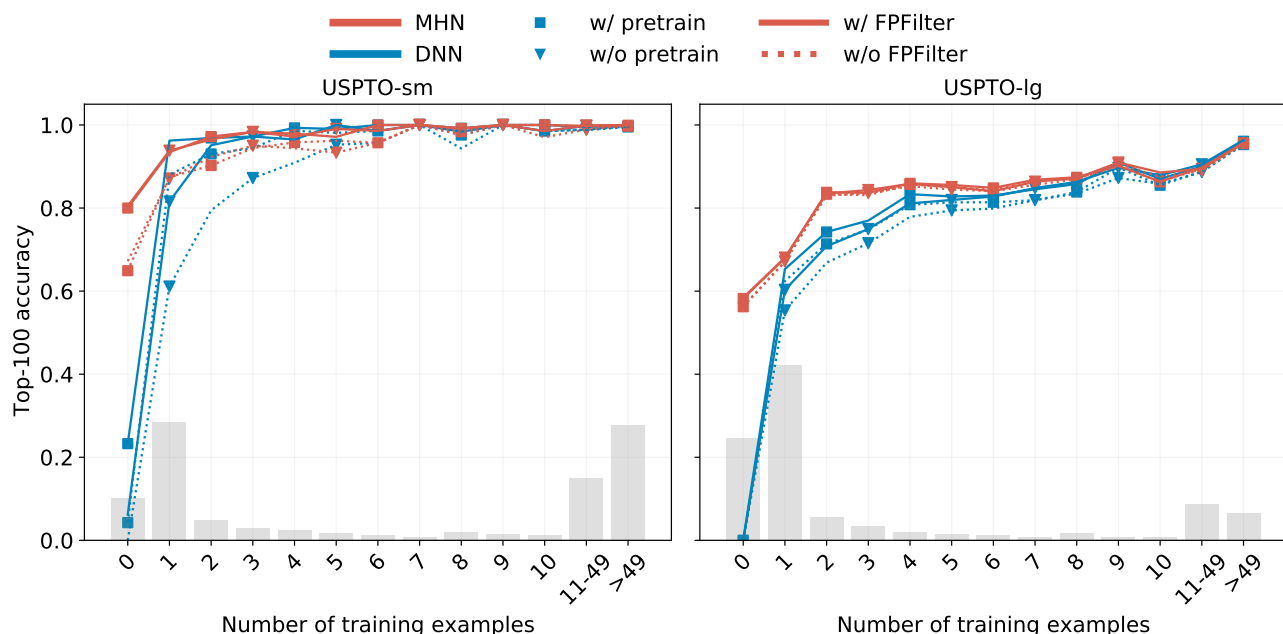 MHN w/ pretrain w/ FPFilter
DNN w/o pretrain w/o FPFilter
USPTO-sm USPTO-lg
Top-100 accuracy
1.0
0.8
0.6
0.4
0.2
0.0
0 1 2 3 4 5 6 7 8 9 10 11-49 >49
0 1 2 3 4 5 6 7 8 9 10 11-49 >49
Number of training examples Number of training examples